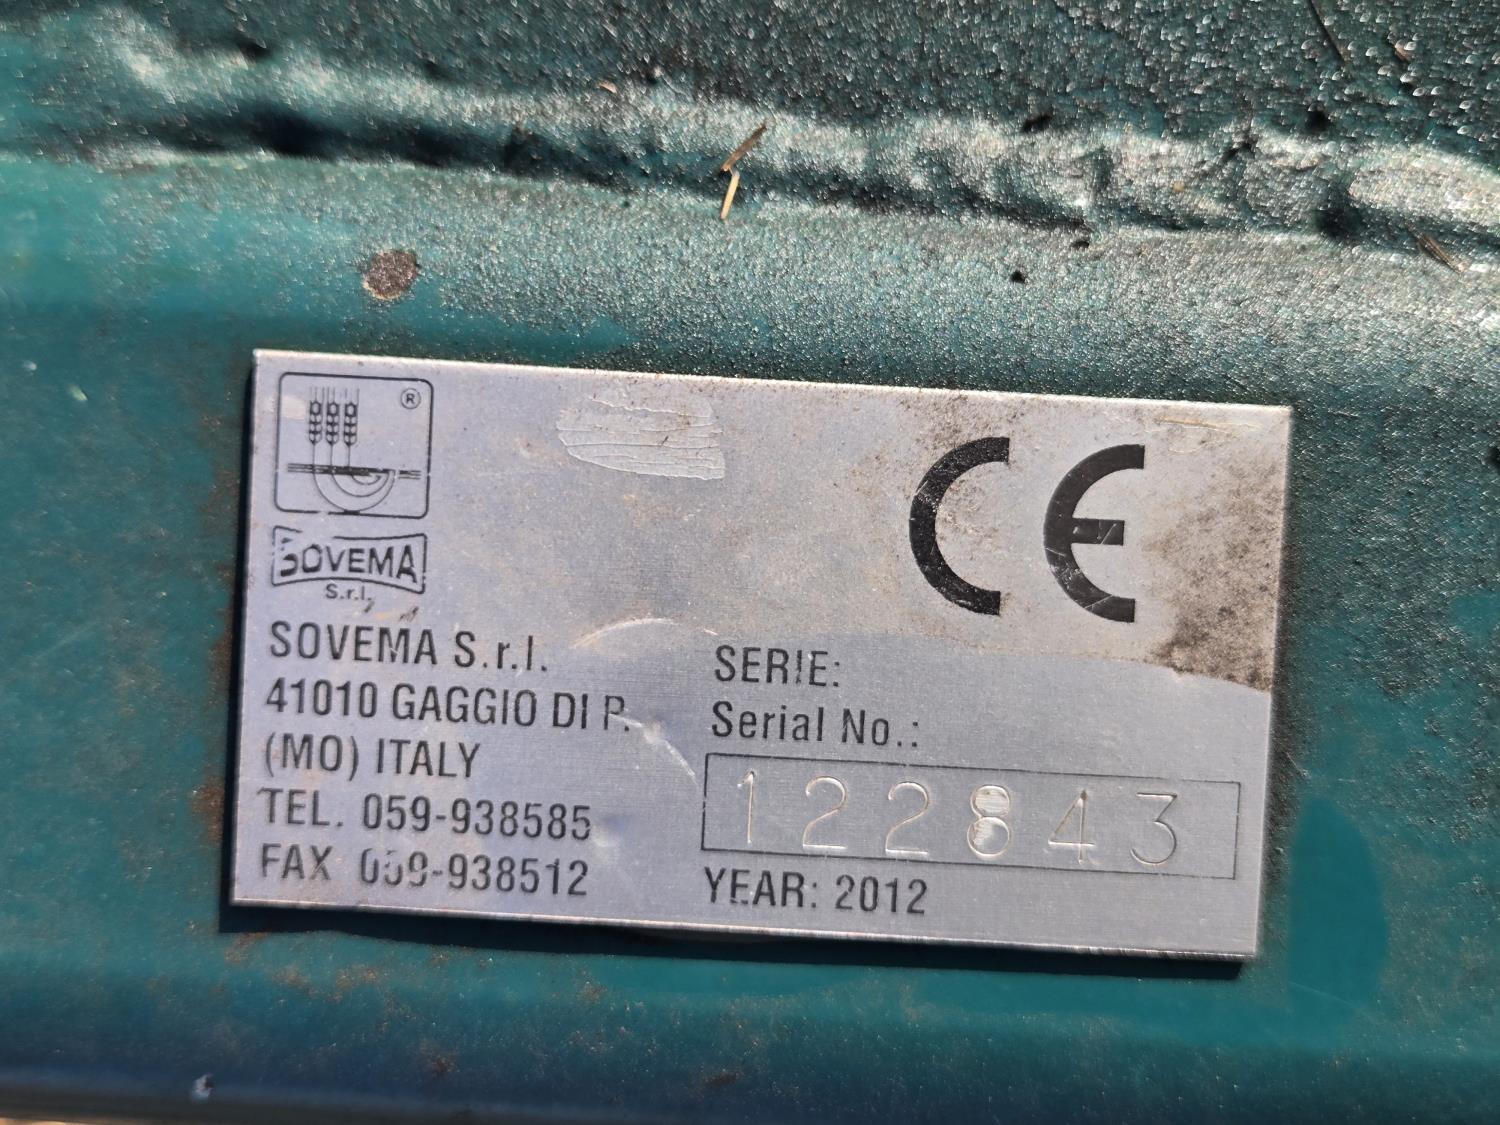 ®
SOVEMA
S.r.l.
CE
SOVEMA S.r.l.
41010 GAGGIO DI P.
(MO) ITALY
TEL. 059-938585
FAX 059-938512
SERIE:
Serial No.:
122843
YEAR: 2012